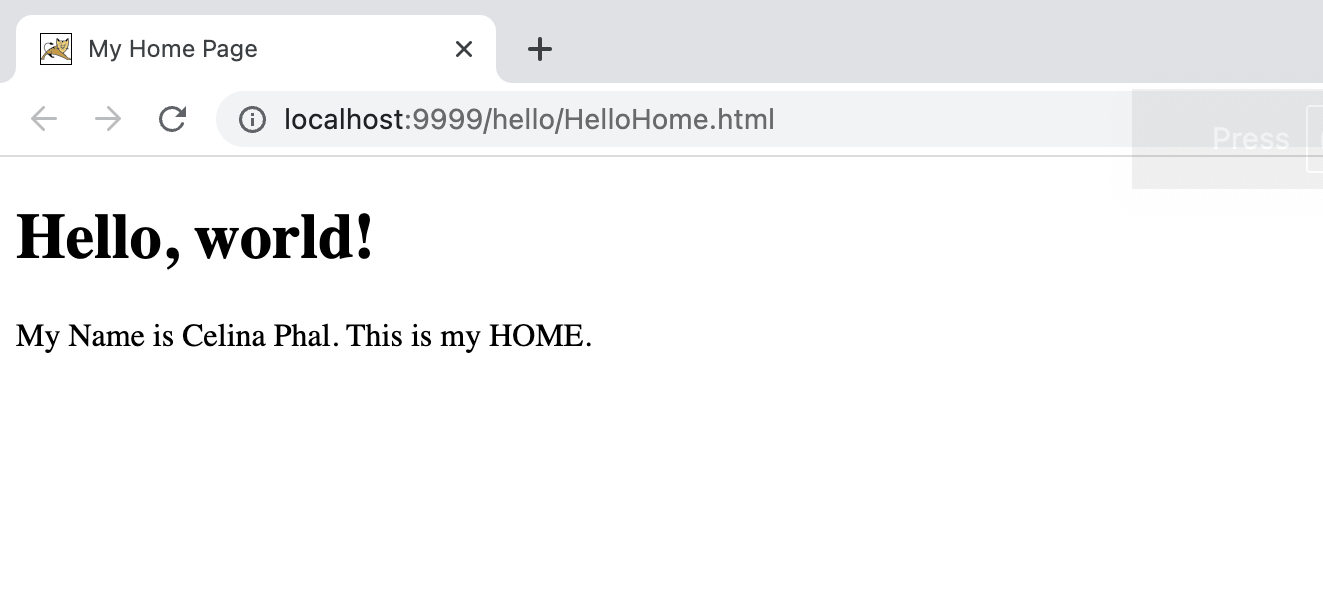 My Home Page
localhost:9999/hello/HelloHome.html
Press
Hello, world!
My Name is Celina Phal. This is my HOME.